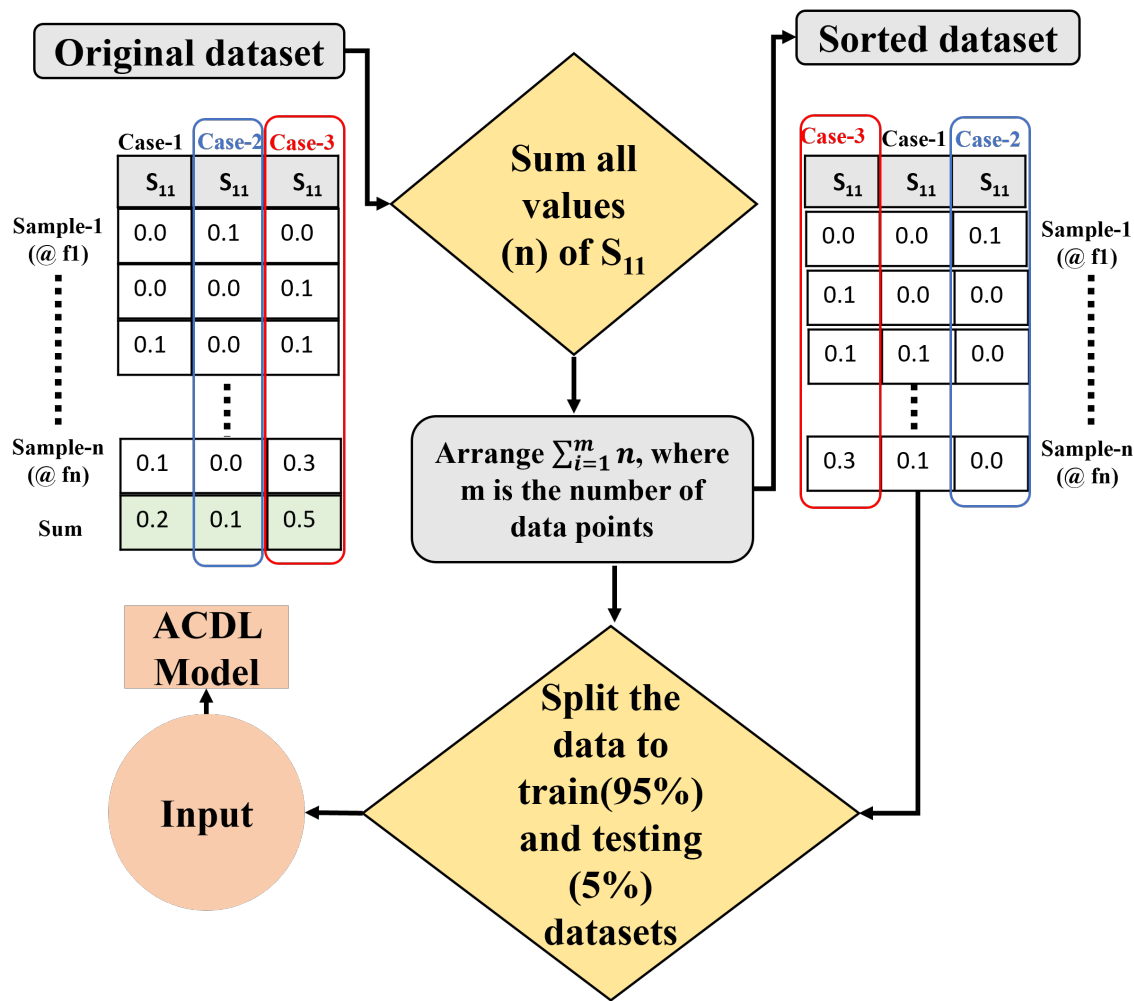 Original dataset
Case-1 Case-2 Case-3
S₁₁ S₁₁ S₁₁
Sample-1 0.0 0.1 0.0
(@ f1)
0.0 0.0 0.1
0.1 0.0 0.1
Sample-n 0.1 0.0 0.3
(@ fn)
Sum 0.2 0.1 0.5
Sum all
values
(n) of S₁₁
Arrange ∑ᵢ₌₁ᵐ n, where
m is the number of
data points
Sorted dataset
Case-3 Case-1 Case-2
S₁₁ S₁₁ S₁₁
0.0 0.0 0.1 Sample-1
(@ f1)
0.1 0.0 0.0
0.1 0.1 0.0
0.3 0.1 0.0 Sample-n
(@ fn)
Split the
data to
train(95%)
and testing
(5%)
datasets
Input
ACDL
Model